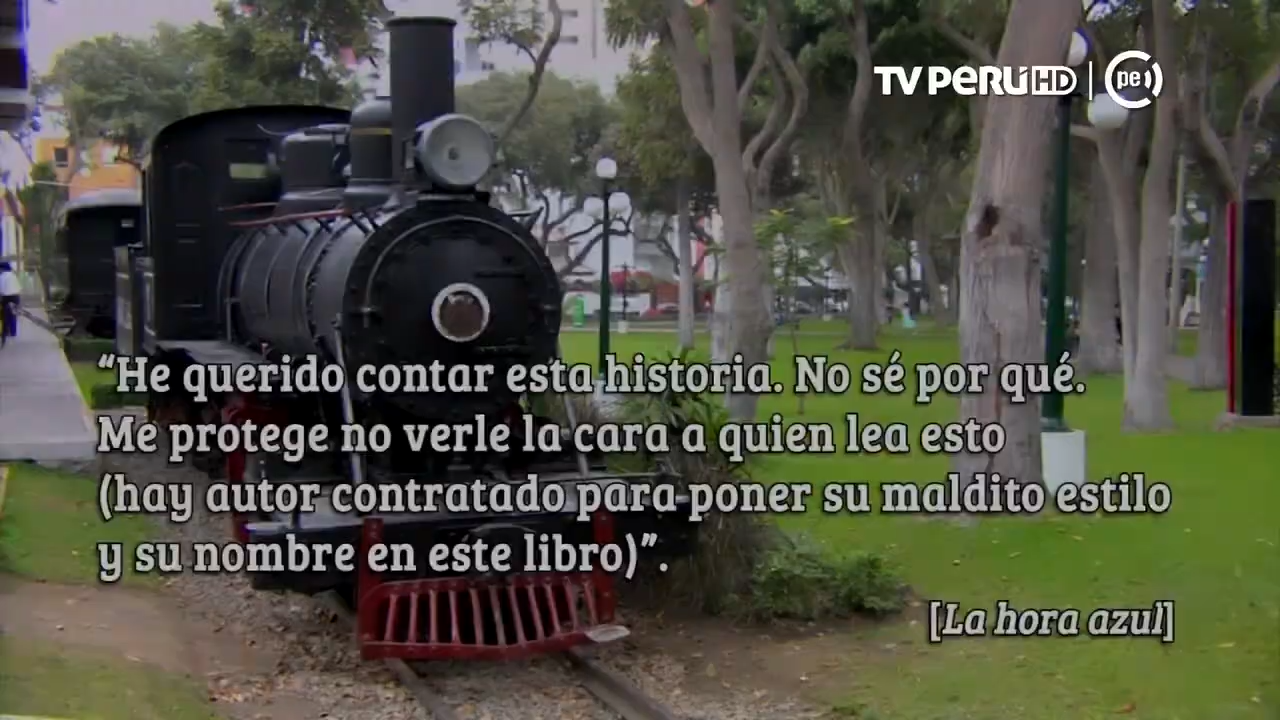 TV PERÚ HD | pe
“He querido contar esta historia. No sé por qué.
Me protege no verle la cara a quien lea esto
(hay autor contratado para poner su maldito estilo
y su nombre en este libro)”.
[La hora azul]